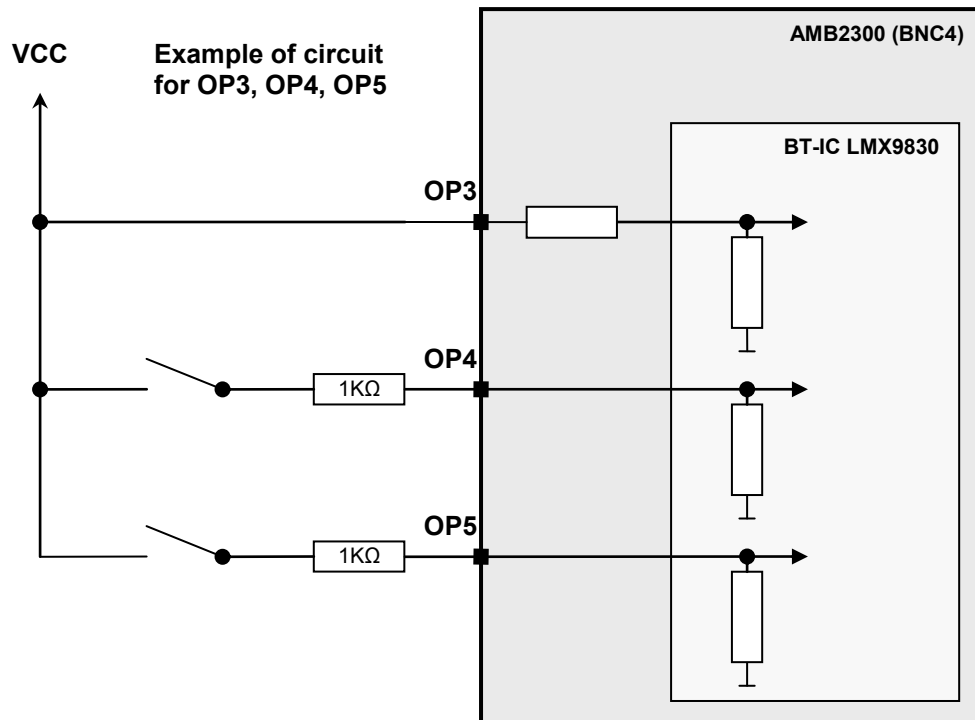 AMB2300 (BNC4)
VCC
Example of circuit
for OP3, OP4, OP5
BT-IC LMX9830
OP3
OP4
1KΩ
OP5
1KΩ